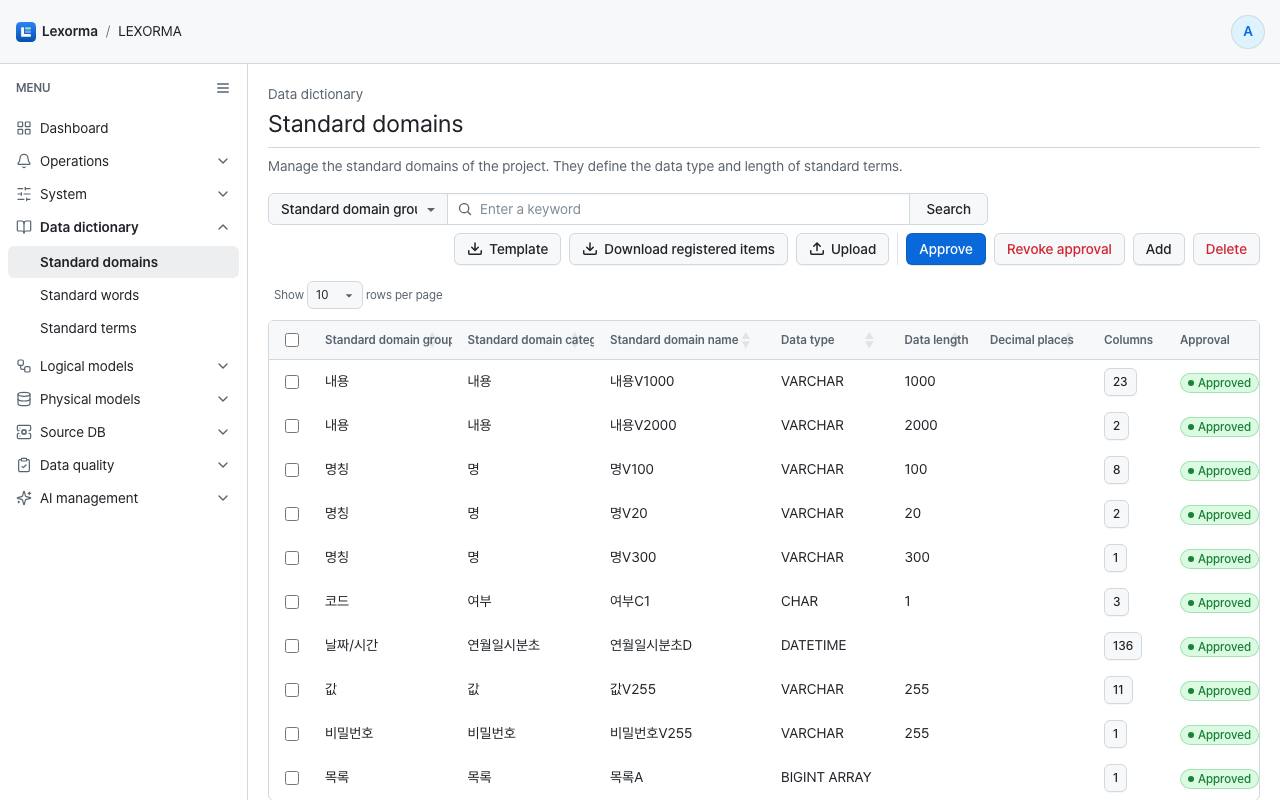 Lexorma / LEXORMA
A
MENU
Dashboard
Operations
System
Data dictionary
Standard domains
Standard words
Standard terms
Logical models
Physical models
Source DB
Data quality
AI management
Data dictionary
Standard domains
Manage the standard domains of the project. They define the data type and length of standard terms.
Standard domain grou Enter a keyword Search
Template Download registered items Upload Approve Revoke approval Add Delete
Show 10 rows per page
Standard domain group Standard domain categ Standard domain name Data type Data length Decimal places Columns Approval
내용 내용 내용V1000 VARCHAR 1000 23 Approved
내용 내용 내용V2000 VARCHAR 2000 2 Approved
명칭 명 명V100 VARCHAR 100 8 Approved
명칭 명 명V20 VARCHAR 20 2 Approved
명칭 명 명V300 VARCHAR 300 1 Approved
코드 여부 여부C1 CHAR 1 3 Approved
날짜/시간 연월일시분초 연월일시분초D DATETIME 136 Approved
값 값 값V255 VARCHAR 255 11 Approved
비밀번호 비밀번호 비밀번호V255 VARCHAR 255 1 Approved
목록 목록 목록A BIGINT ARRAY 1 Approved